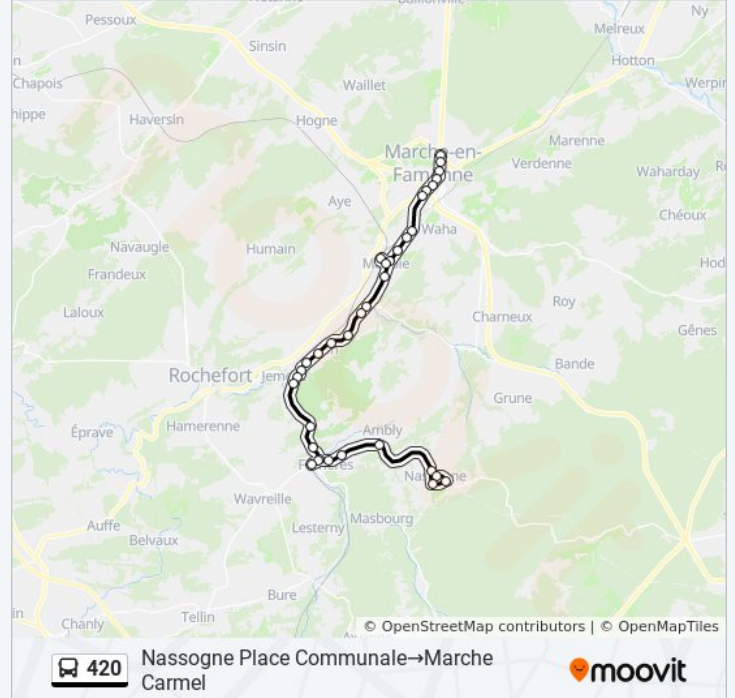 Pessoux
Sinsin
Ny
Melreux
Hotton
Chapois
Waillet
Werpin
Haversin
Hogne
Marenne
Marche-en-
Famenne
Verdenne
Waharday
Aye
Chéoux
Waha
Navaugle
Humain
Frandeux
Roy
Laloux
Charneux
Gênes
Bande
Rochefort
Grune
Hamerenne
Ambly
Éprave
Wavreille
Masbourg
Auffe
Lesterny
Belvaux
Bure
Tellin
Chanly
© OpenStreetMap contributors | © OpenMapTiles
420
Nassogne Place Communale→Marche
Carmel
moovit